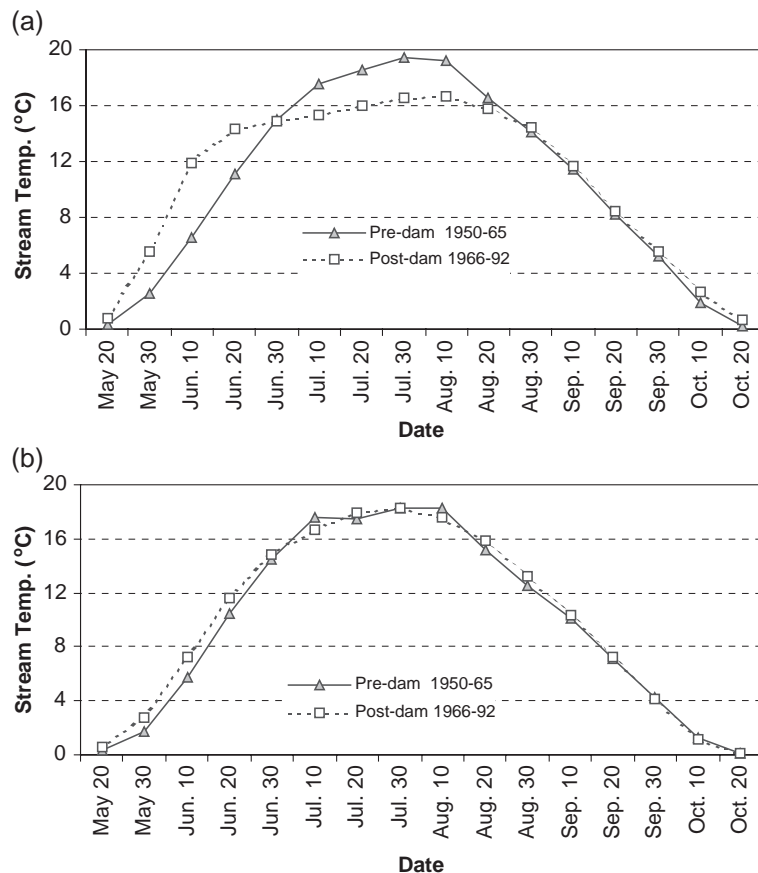 (a)
20
16
12
8
4
0
Stream Temp. (°C)
Pre-dam 1950-65
Post-dam 1966-92
May 20
May 30
Jun. 10
Jun. 20
Jun. 30
Jul. 10
Jul. 20
Jul. 30
Aug. 10
Aug. 20
Aug. 30
Sep. 10
Sep. 20
Sep. 30
Oct. 10
Oct. 20
Date
(b)
20
16
12
8
4
0
Stream Temp. (°C)
Pre-dam 1950-65
Post-dam 1966-92
May 20
May 30
Jun. 10
Jun. 20
Jun. 30
Jul. 10
Jul. 20
Jul. 30
Aug. 10
Aug. 20
Aug. 30
Sep. 10
Sep. 20
Sep. 30
Oct. 10
Oct. 20
Date